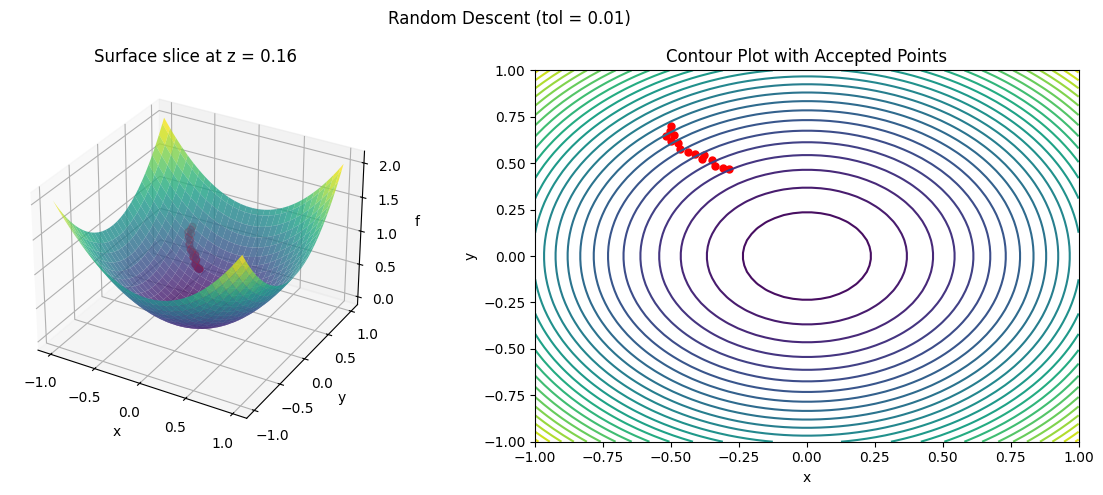 Random Descent (tol = 0.01)
Surface slice at z = 0.16
2.0
1.5
1.0
0.5
0.0
f
−1.0
−0.5
0.0
0.5
1.0
x
−1.0
−0.5
0.0
0.5
1.0
y
Contour Plot with Accepted Points
1.00
0.75
0.50
0.25
0.00
−0.25
−0.50
−0.75
−1.00
y
−1.00 −0.75 −0.50 −0.25 0.00 0.25 0.50 0.75 1.00
x